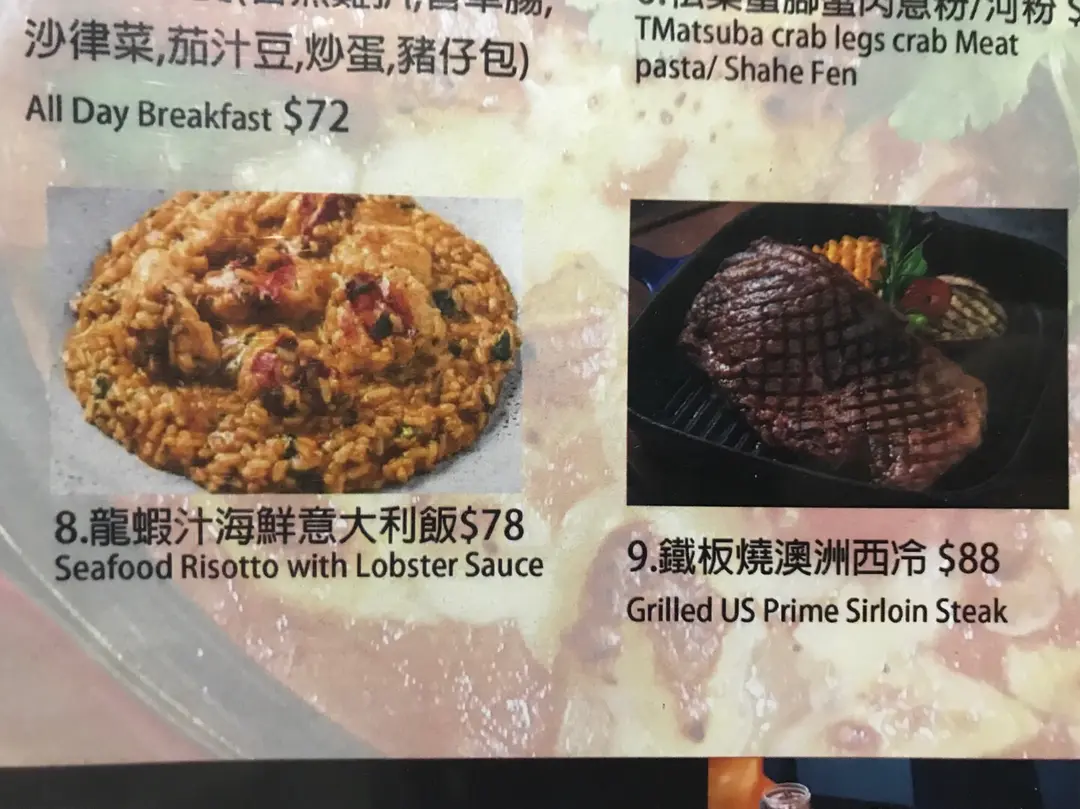 沙律菜,茄汁豆,炒蛋,豬仔包)
All Day Breakfast $72
TMatsuba crab legs crab Meat
pasta/ Shahe Fen
8.龍蝦汁海鮮意大利飯$78
Seafood Risotto with Lobster Sauce
9.鐵板燒澳洲西冷 $88
Grilled US Prime Sirloin Steak